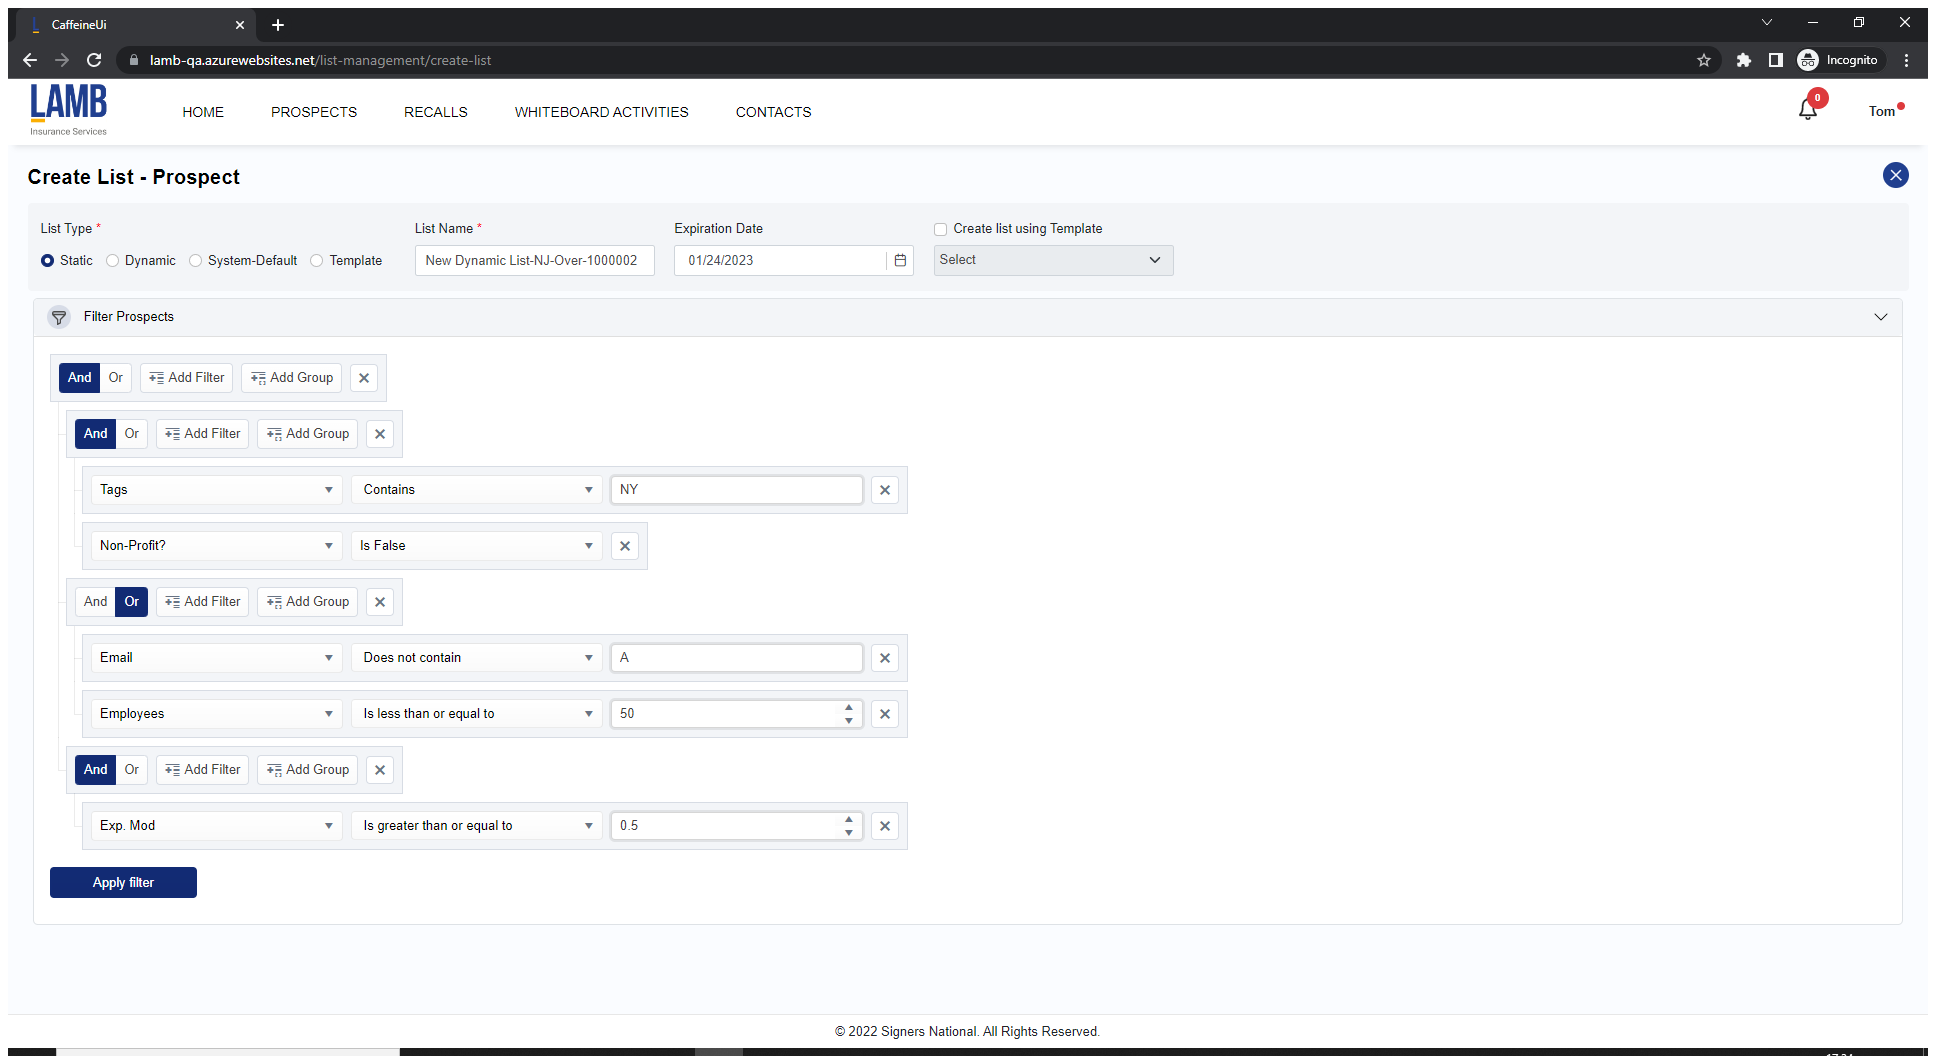 CaffeineUi
lamb-qa.azurewebsites.net/list-management/create-list
Incognito
LAMB
Insurance Services
HOME PROSPECTS RECALLS WHITEBOARD ACTIVITIES CONTACTS
0
Tom
Create List - Prospect
List Type * List Name * Expiration Date Create list using Template
Static Dynamic System-Default Template New Dynamic List-NJ-Over-1000002 01/24/2023 Select
Filter Prospects
And Or Add Filter Add Group
And Or Add Filter Add Group
Tags Contains NY
Non-Profit? Is False
And Or Add Filter Add Group
Email Does not contain A
Employees Is less than or equal to 50
And Or Add Filter Add Group
Exp. Mod Is greater than or equal to 0.5
Apply filter
© 2022 Signers National. All Rights Reserved.